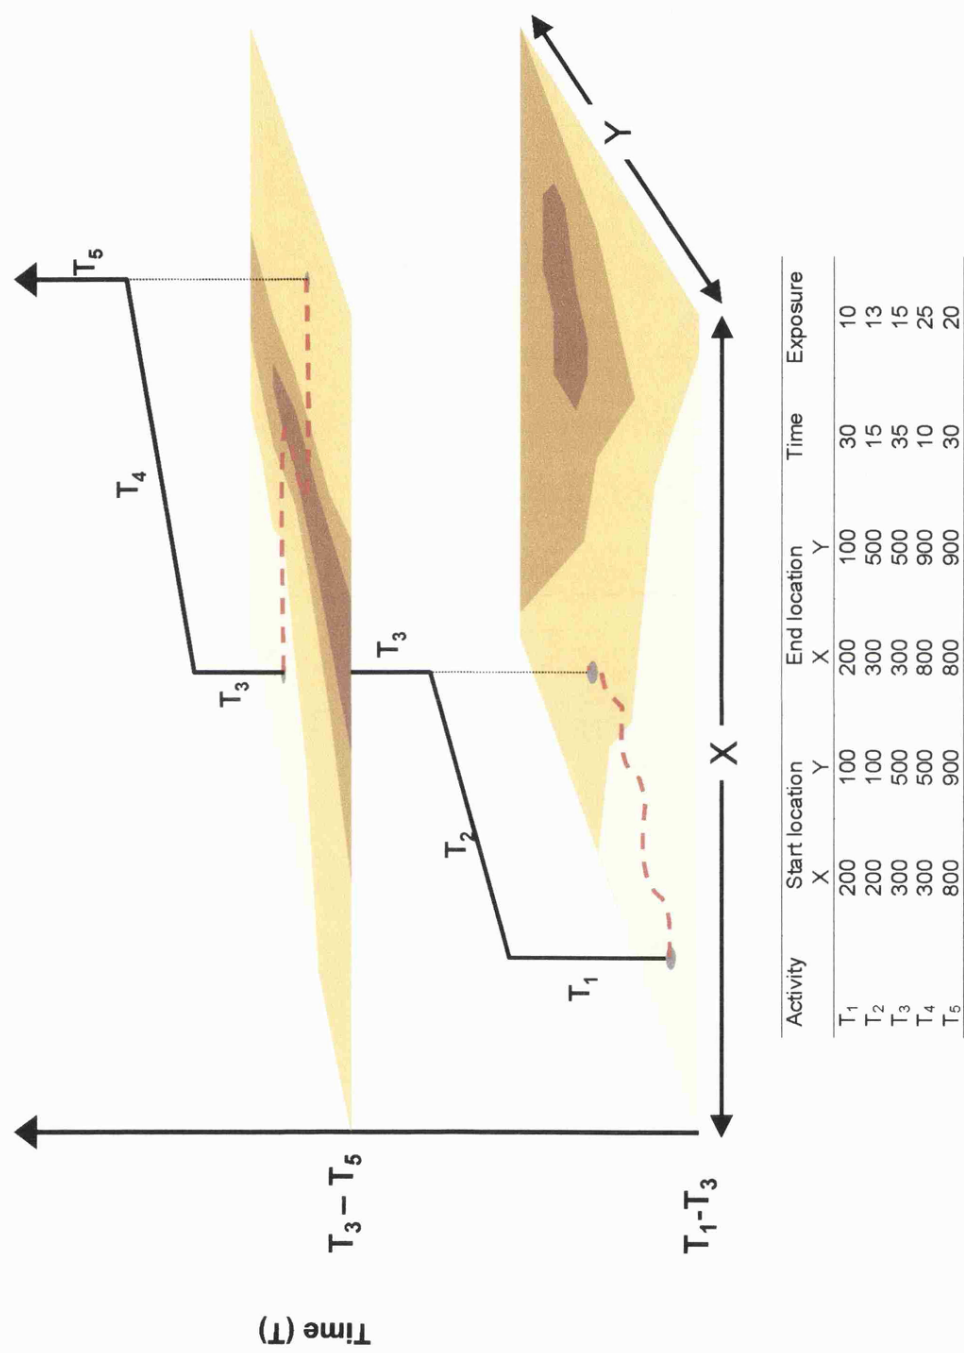 Time (T)
T₃ – T₅
T₁-T₃
T₅
T₄
T₃
T₃
T₂
T₁
Y
X
Activity Start location End location Time Exposure
X Y X Y
T₁ 200 100 200 100 30 10
T₂ 200 100 300 500 15 13
T₃ 300 500 300 500 35 15
T₄ 300 500 800 900 10 25
T₅ 800 900 800 900 30 20